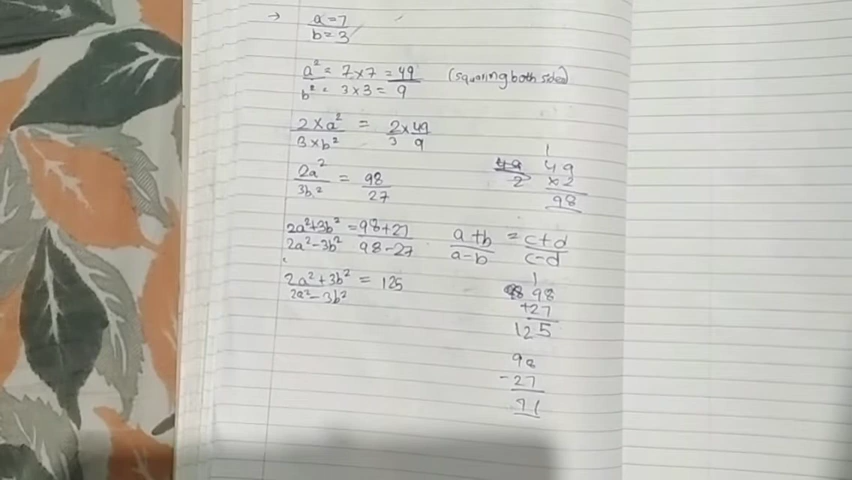 → a = 7
b = 3
a² = 7×7 = 49 (squaring both sides)
b² = 3×3 = 9
2×a² = 2×49
3×b² 3 9
2a² = 98
3b² 27
49
×2
98
2a²+3b² = 98+27
2a²-3b² 98-27
a+b = c+d
a-b c-d
2a²+3b² = 125
2a²-3b²
1
98
+27
125
98
-27